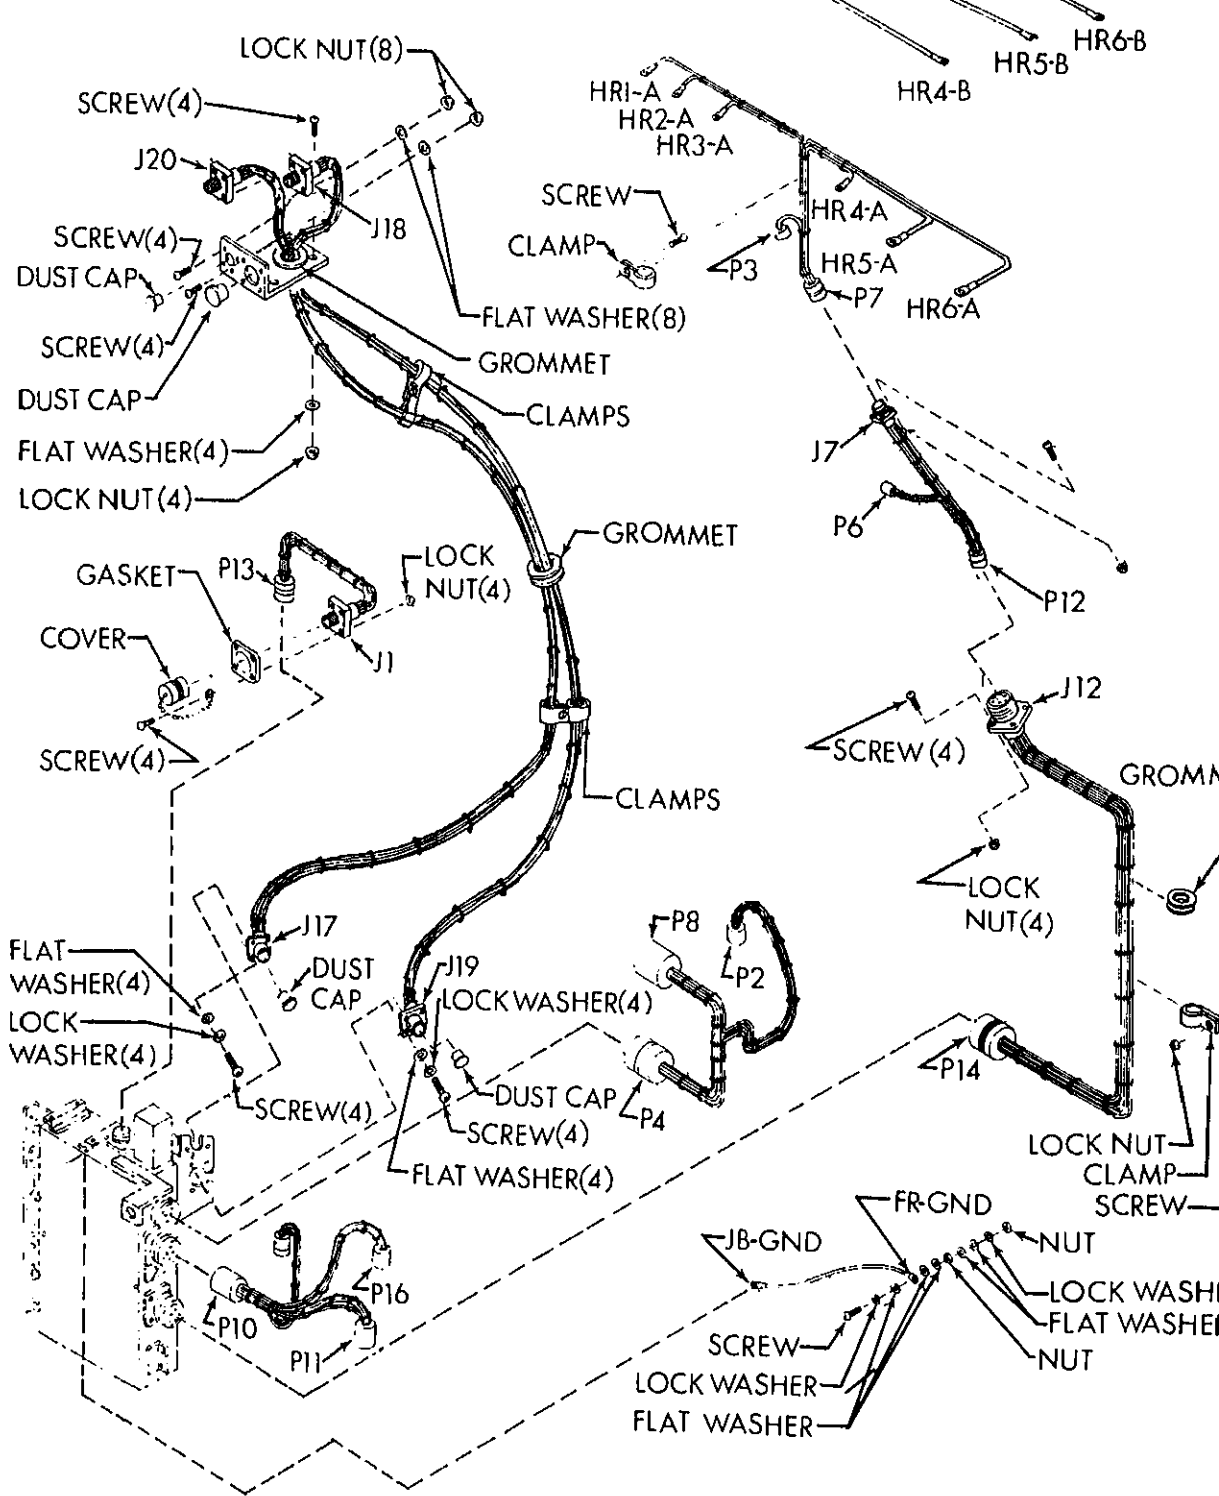 HR6-B
HR5-B
HR4-B
LOCK NUT(8)
SCREW(4)
HR1-A
HR2-A
HR3-A
J20
J18
SCREW
HR4-A
SCREW(4)
CLAMP
P3
HR5-A
DUST CAP
P7
HR6-A
FLAT WASHER(8)
SCREW(4)
GROMMET
DUST CAP
CLAMPS
FLAT WASHER(4)
J7
LOCK NUT(4)
P6
GROMMET
LOCK
NUT(4)
P13
GASKET
P12
COVER
J1
J12
SCREW(4)
SCREW (4)
GROMM
CLAMPS
LOCK
NUT(4)
J17
P8
P2
FLAT
WASHER(4)
DUST
CAP
J19
LOCK WASHER(4)
LOCK
WASHER(4)
P14
DUST CAP
P4
SCREW(4)
SCREW(4)
FLAT WASHER(4)
LOCK NUT
CLAMP
SCREW
FR-GND
JB-GND
NUT
P16
LOCK WASHE
FLAT WASHE
P10
P11
SCREW
NUT
LOCK WASHER
FLAT WASHER